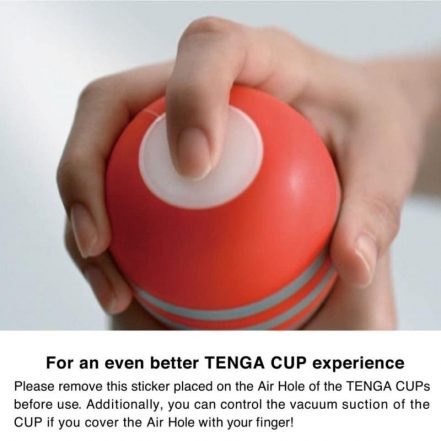 For an even better TENGA CUP experience
Please remove this sticker placed on the Air Hole of the TENGA CUPs
before use. Additionally, you can control the vacuum suction of the
CUP if you cover the Air Hole with your finger!